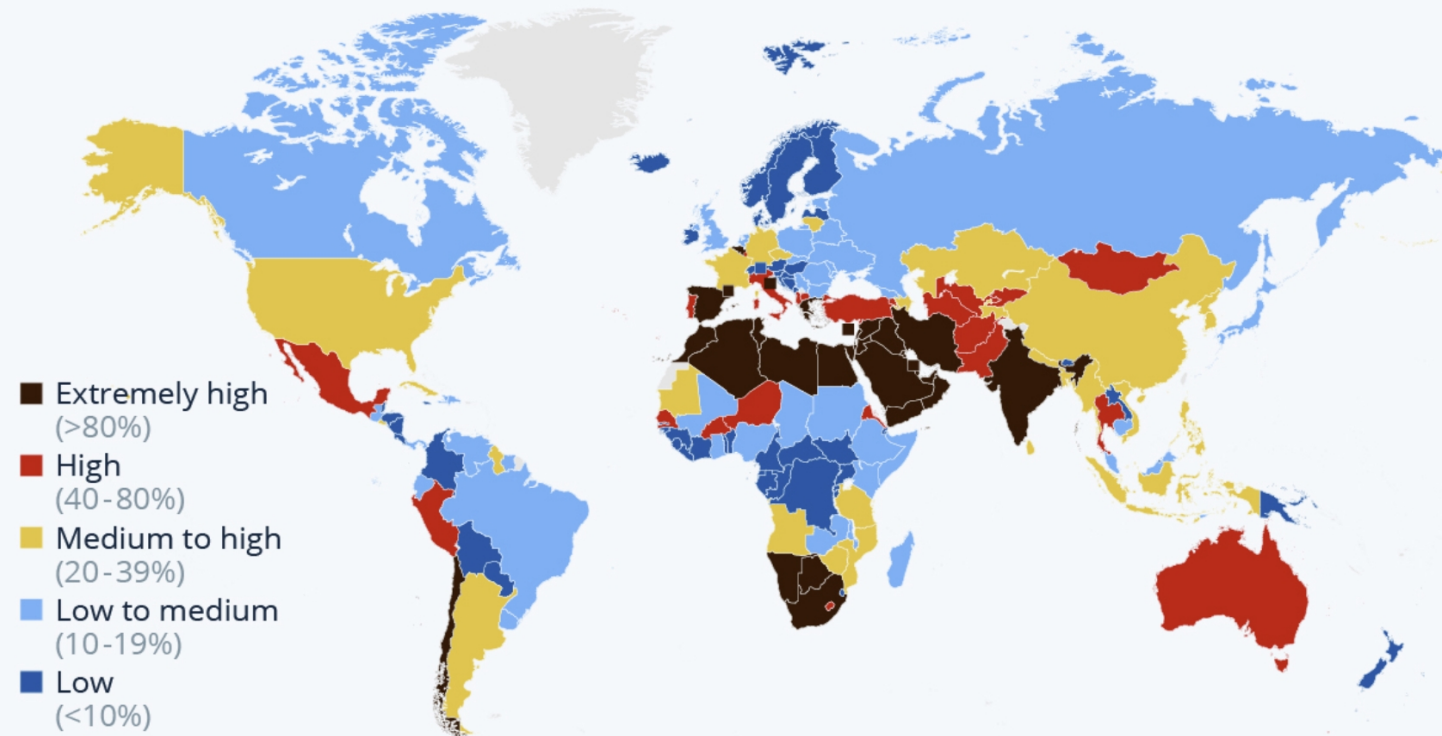 Extremely high
(>80%)
High
(40-80%)
Medium to high
(20-39%)
Low to medium
(10-19%)
Low
(<10%)